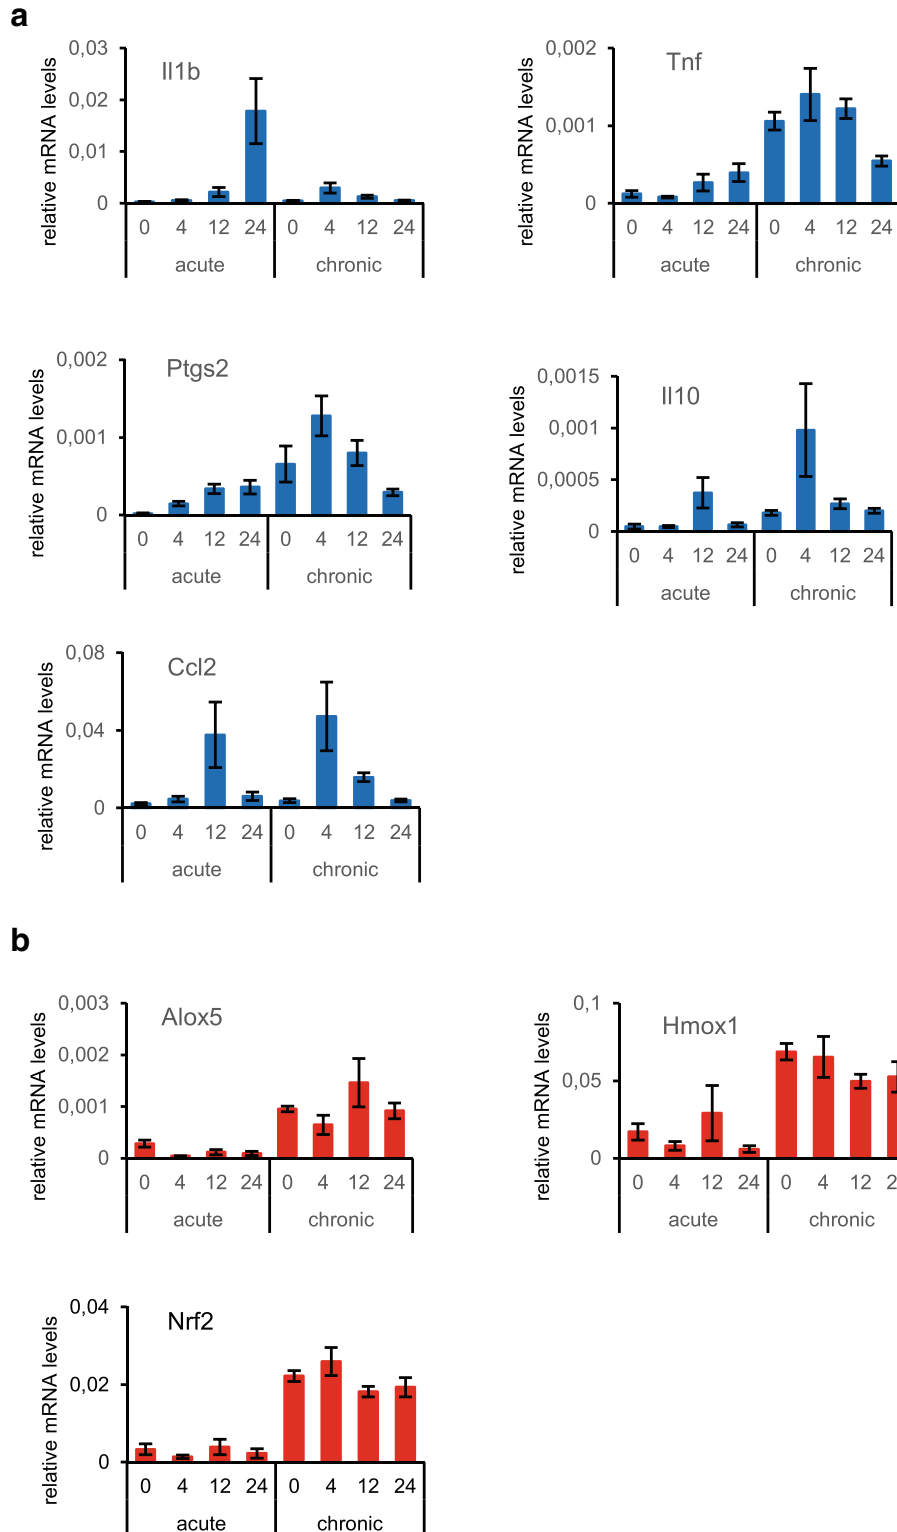 a
Il1b
relative mRNA levels
0,03
0,02
0,01
0
0 4 12 24 0 4 12 24
acute chronic
Tnf
relative mRNA levels
0,002
0,001
0
0 4 12 24 0 4 12 24
acute chronic
Ptgs2
relative mRNA levels
0,002
0,001
0
0 4 12 24 0 4 12 24
acute chronic
Il10
relative mRNA levels
0,0015
0,001
0,0005
0
0 4 12 24 0 4 12 24
acute chronic
Ccl2
relative mRNA levels
0,08
0,04
0
0 4 12 24 0 4 12 24
acute chronic
b
Alox5
relative mRNA levels
0,003
0,002
0,001
0
0 4 12 24 0 4 12 24
acute chronic
Hmox1
relative mRNA levels
0,1
0,05
0
0 4 12 24 0 4 12 2
acute chronic
Nrf2
relative mRNA levels
0,04
0,02
0
0 4 12 24 0 4 12 24
acute chronic